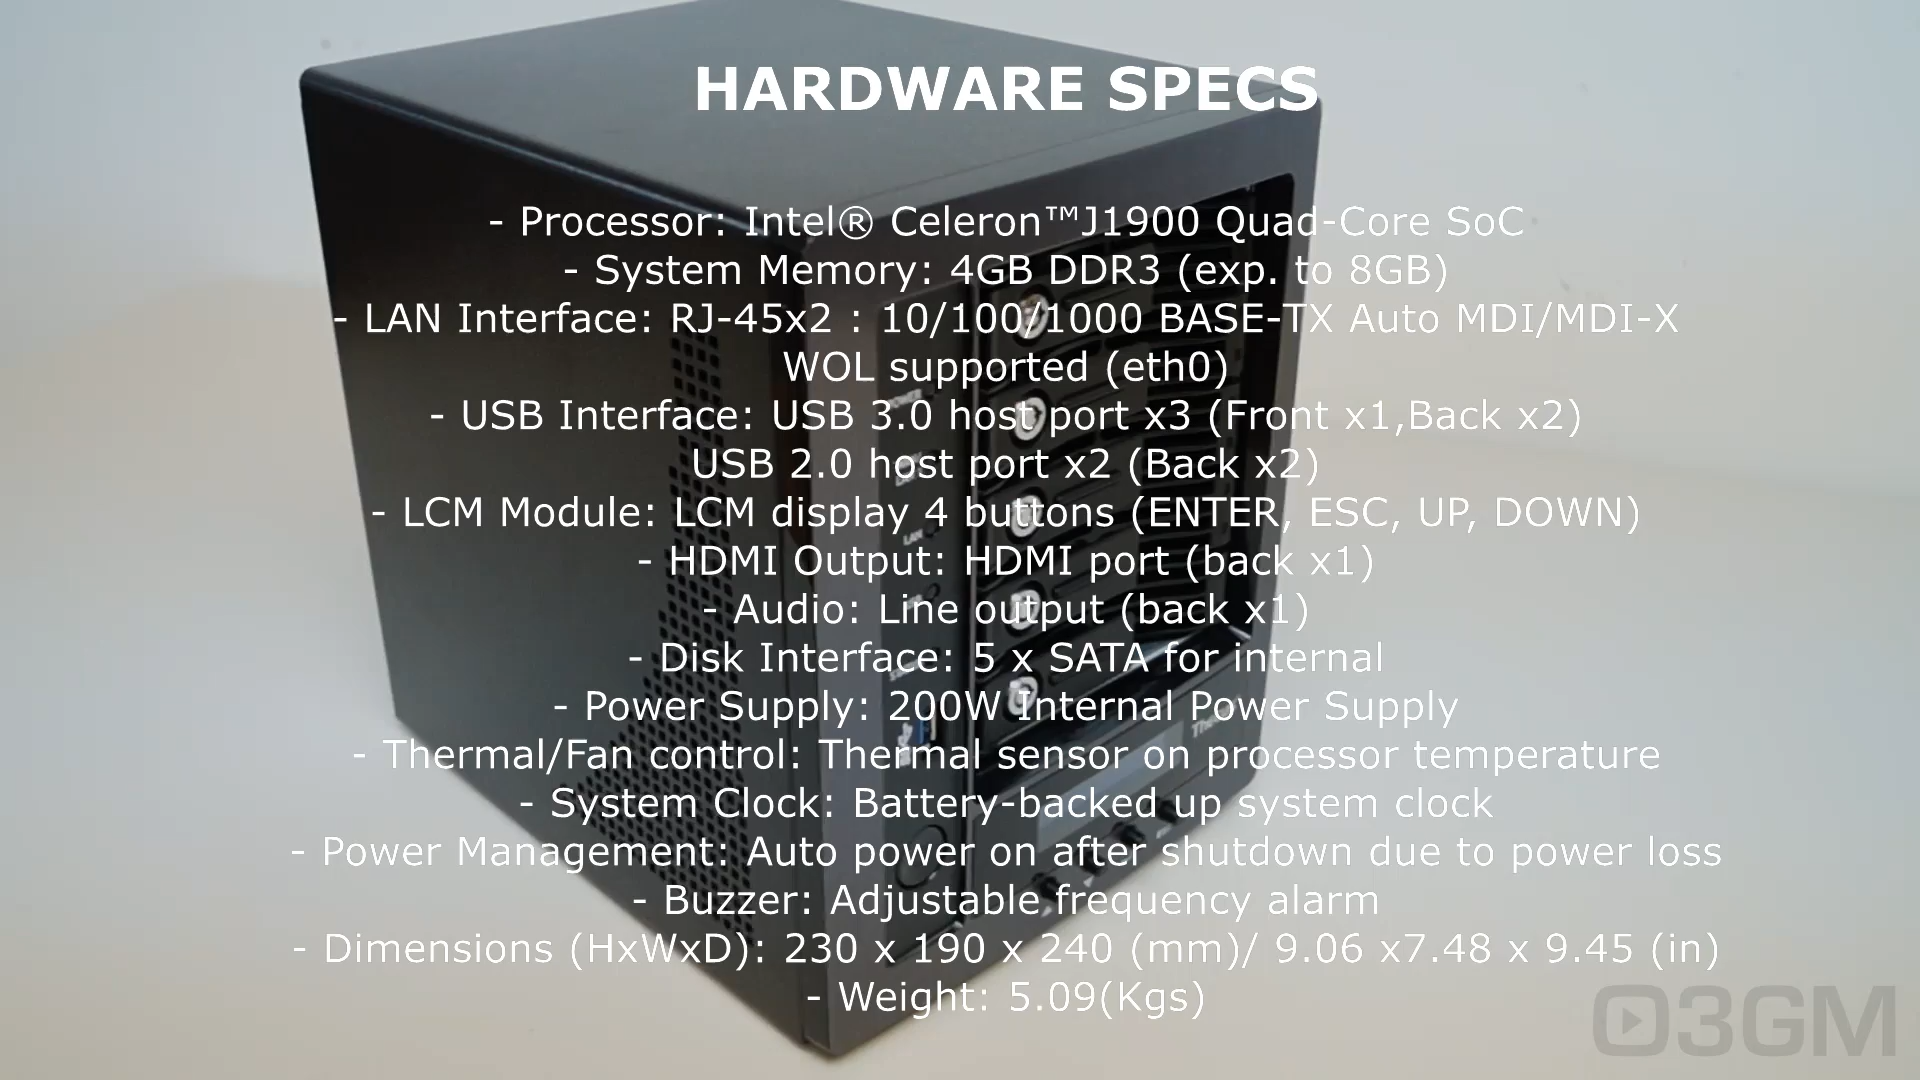 HARDWARE SPECS
- Processor: Intel® Celeron™J1900 Quad-Core SoC
- System Memory: 4GB DDR3 (exp. to 8GB)
- LAN Interface: RJ-45x2 : 10/100/1000 BASE-TX Auto MDI/MDI-X
WOL supported (eth0)
- USB Interface: USB 3.0 host port x3 (Front x1,Back x2)
USB 2.0 host port x2 (Back x2)
- LCM Module: LCM display 4 buttons (ENTER, ESC, UP, DOWN)
- HDMI Output: HDMI port (back x1)
- Audio: Line output (back x1)
- Disk Interface: 5 x SATA for internal
- Power Supply: 200W Internal Power Supply
- Thermal/Fan control: Thermal sensor on processor temperature
- System Clock: Battery-backed up system clock
- Power Management: Auto power on after shutdown due to power loss
- Buzzer: Adjustable frequency alarm
- Dimensions (HxWxD): 230 x 190 x 240 (mm)/ 9.06 x7.48 x 9.45 (in)
- Weight: 5.09(Kgs)
POWER
LAN
O3GM